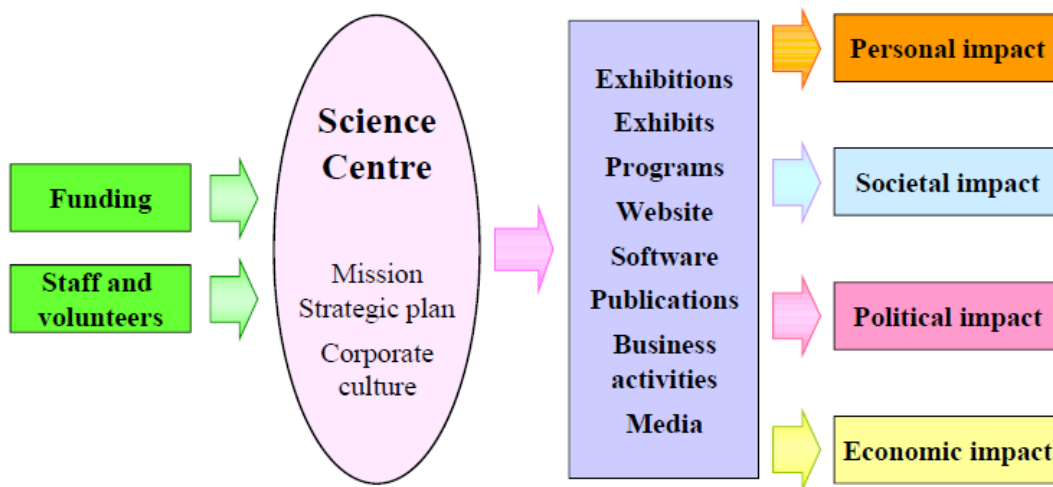 Funding
Staff and
volunteers
Science
Centre
Mission
Strategic plan
Corporate
culture
Exhibitions
Exhibits
Programs
Website
Software
Publications
Business
activities
Media
Personal impact
Societal impact
Political impact
Economic impact